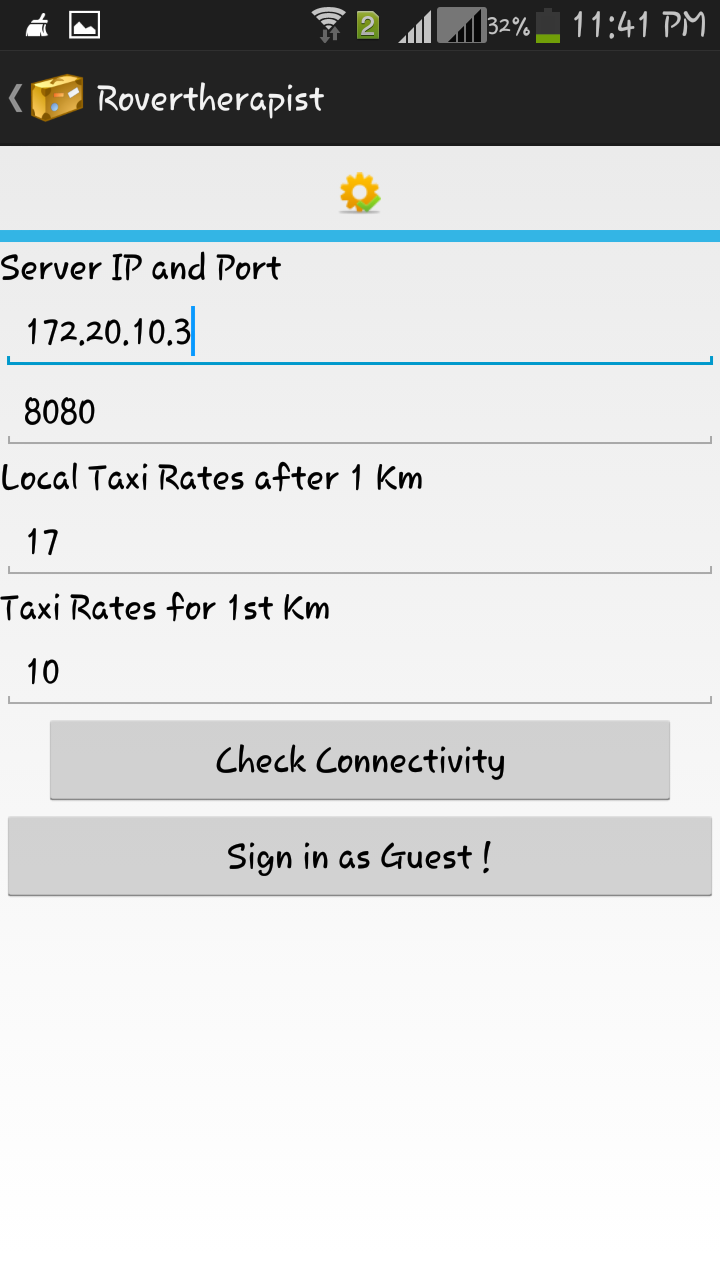 2 32% 11:41 PM
Rovertherapist
Server IP and Port
172.20.10.3
8080
Local Taxi Rates after 1 Km
17
Taxi Rates for 1st Km
10
Check Connectivity
Sign in as Guest !